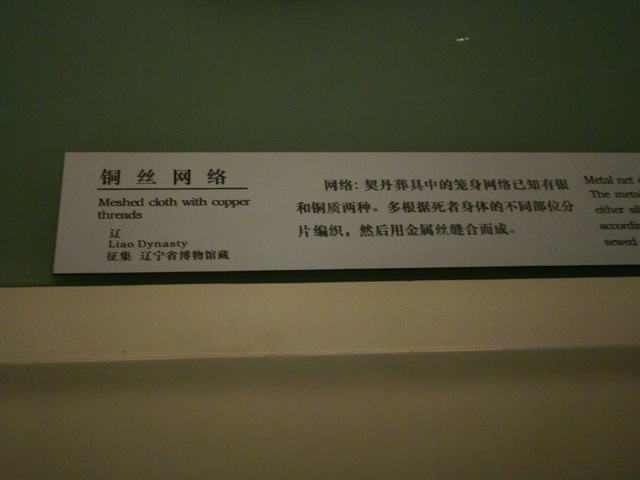 铜丝网络
Meshed cloth with copper
threads
辽
Liao Dynasty
征集 辽宁省博物馆藏
网络：契丹葬具中的笼身网络已知有银
和铜质两种。多根据死者身体的不同部位分
片编织，然后用金属丝缝合而成。
Metal net
The metal
either
sewed